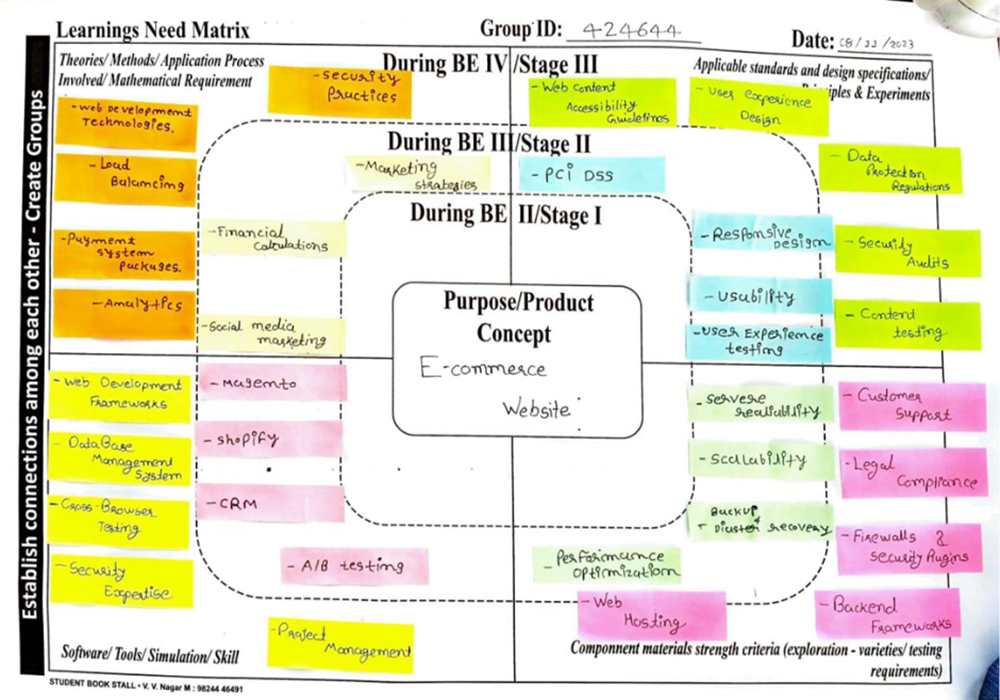 Learnings Need Matrix
Group ID: 424644
Date: 08/11/2023
Establish connections among each other - Create Groups
Theories/ Methods/ Application Process
Involved/ Mathematical Requirement
During BE IV/Stage III
Applicable standards and design specifications/
iples & Experiments
- Security
Practices
- Web content
Accessibility
Guidelines
- User experience
Design
- Web Development
Technologies.
- Load
Balancing
- Payment
system
Packages.
- Analytics
During BE III/Stage II
- Marketing
strategies
- PCI DSS
- Data
Protection
Regulations
During BE II/Stage I
- Financial
Calculations
- Social media
marketing
- Responsive
Design
- Usability
- User Experience
testing
- Security
Audits
- Content
testing
Purpose/Product
Concept
E-commerce
Website
- Web Development
Frameworks
- DataBase
Management
System
- Cross-Browser
Testing
- Security
Expertise
- Magento
- Shopify
- CRM
- A/B testing
- Project
Management
- Servere
realiability
- Scallability
Backup
Diaster recovery
- Performance
optimization
- Customer
Support
- Legal
Compliance
- Firewalls &
Security Plugins
- Web
Hosting
- Backend
Frameworks
Software/ Tools/ Simulation/ Skill
Componnent materials strength criteria (exploration - varieties/ testing
requirements)
STUDENT BOOK STALL • V. V. Nagar M : 98244 46491